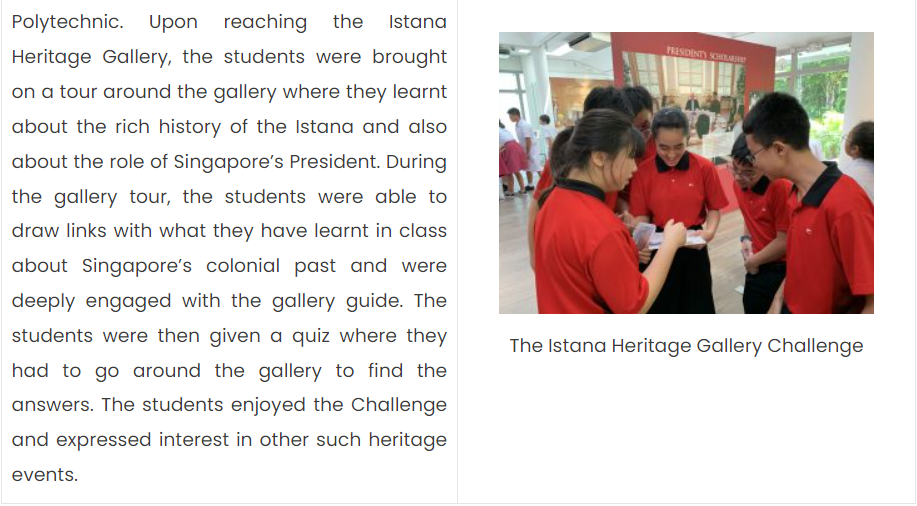 Polytechnic. Upon reaching the Istana
Heritage Gallery, the students were brought
on a tour around the gallery where they learnt
about the rich history of the Istana and also
about the role of Singapore’s President. During
the gallery tour, the students were able to
draw links with what they have learnt in class
about Singapore’s colonial past and were
deeply engaged with the gallery guide. The
students were then given a quiz where they
had to go around the gallery to find the
answers. The students enjoyed the Challenge
and expressed interest in other such heritage
events.
PRESIDENT'S SCHOLARSHIP
The Istana Heritage Gallery Challenge